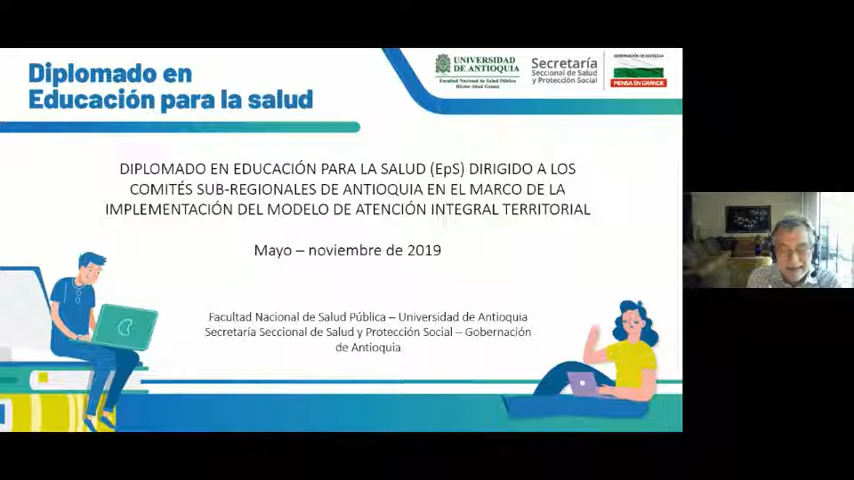 Diplomado en
Educación para la salud
UNIVERSIDAD
DE ANTIOQUIA
Facultad Nacional de Salud Pública
Secretaría
Seccional de Salud
y Protección Social
GOBERNACIÓN DE ANTIOQUIA
PIENSA EN GRANDE
DIPLOMADO EN EDUCACIÓN PARA LA SALUD (EpS) DIRIGIDO A LOS
COMITÉS SUB-REGIONALES DE ANTIOQUIA EN EL MARCO DE LA
IMPLEMENTACIÓN DEL MODELO DE ATENCIÓN INTEGRAL TERRITORIAL
Mayo – noviembre de 2019
Facultad Nacional de Salud Pública – Universidad de Antioquia
Secretaría Seccional de Salud y Protección Social – Gobernación
de Antioquia